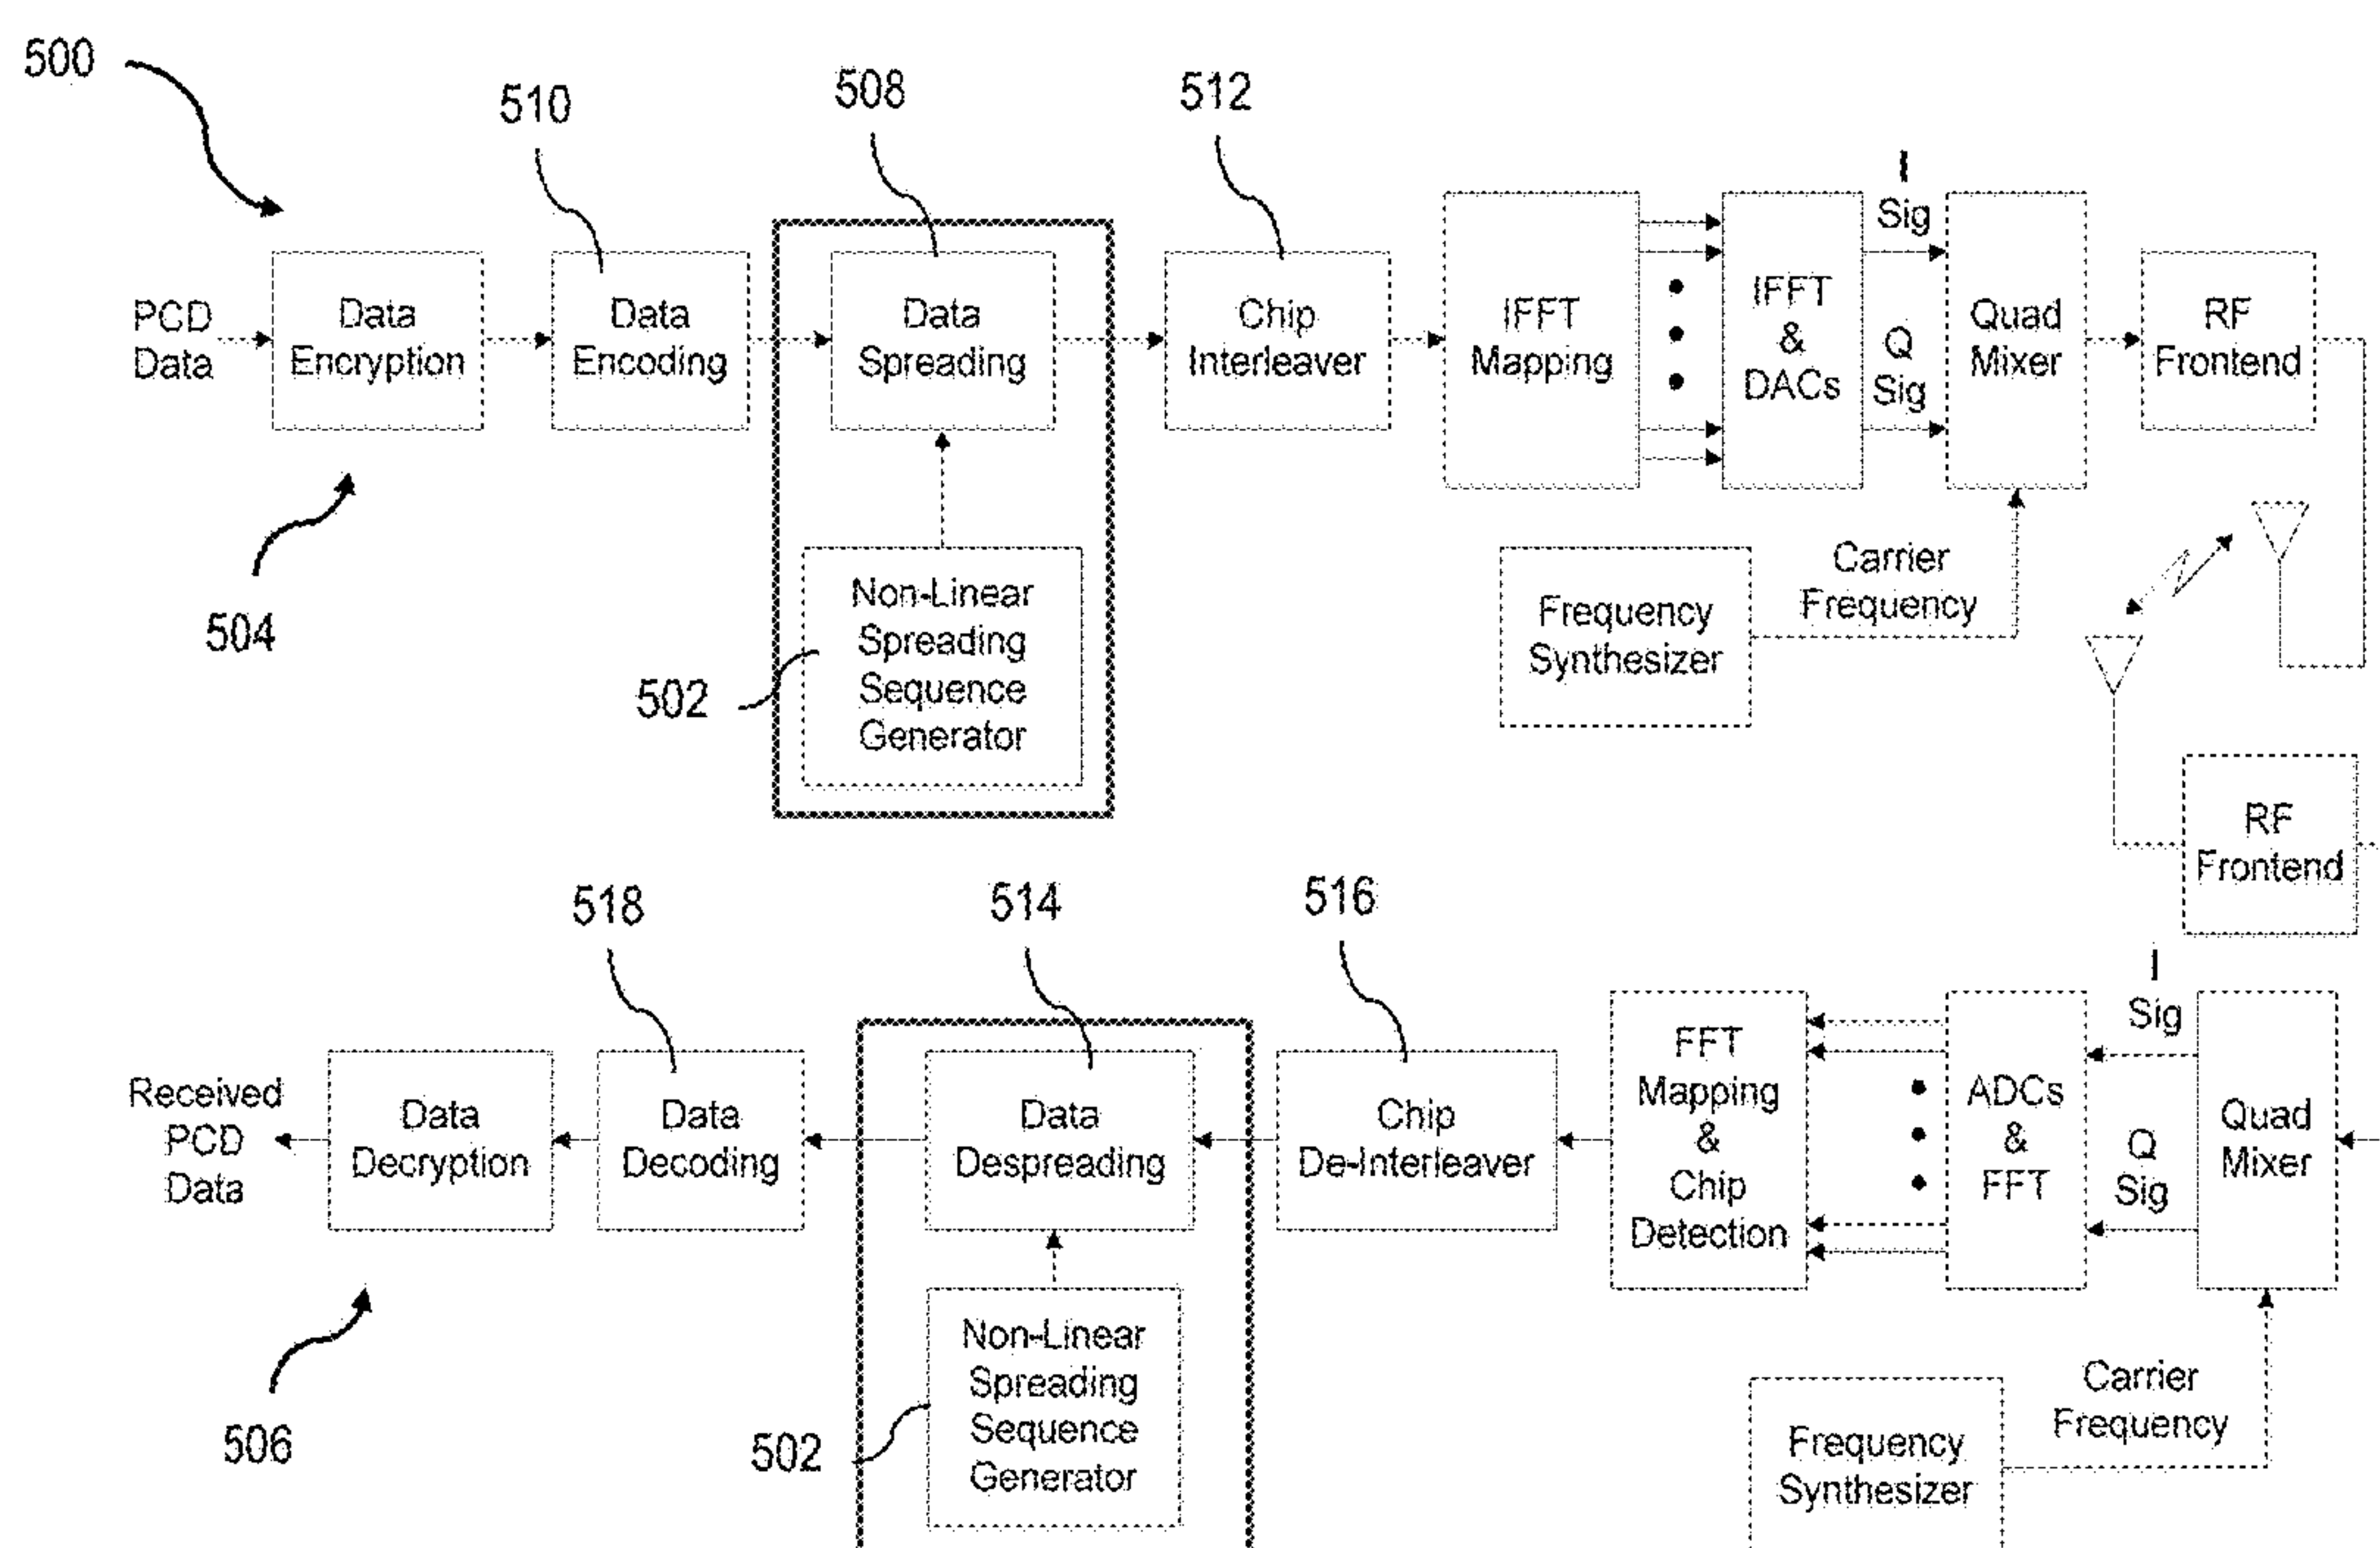 500
510
508
512
I
Sig
PCD
Data
Data
Encryption
Data
Encoding
Data
Spreading
Chip
Interleaver
IFFT
Mapping
IFFT
&
DACs
Q
Sig
Quad
Mixer
RF
Frontend
504
502
Non-Linear
Spreading
Sequence
Generator
Frequency
Synthesizer
Carrier
Frequency
RF
Frontend
518
514
516
I
Sig
Received
PCD
Data
Data
Decryption
Data
Decoding
Data
Despreading
Chip
De-Interleaver
FFT
Mapping
&
Chip
Detection
ADCs
&
FFT
Q
Sig
Quad
Mixer
506
502
Non-Linear
Spreading
Sequence
Generator
Frequency
Synthesizer
Carrier
Frequency